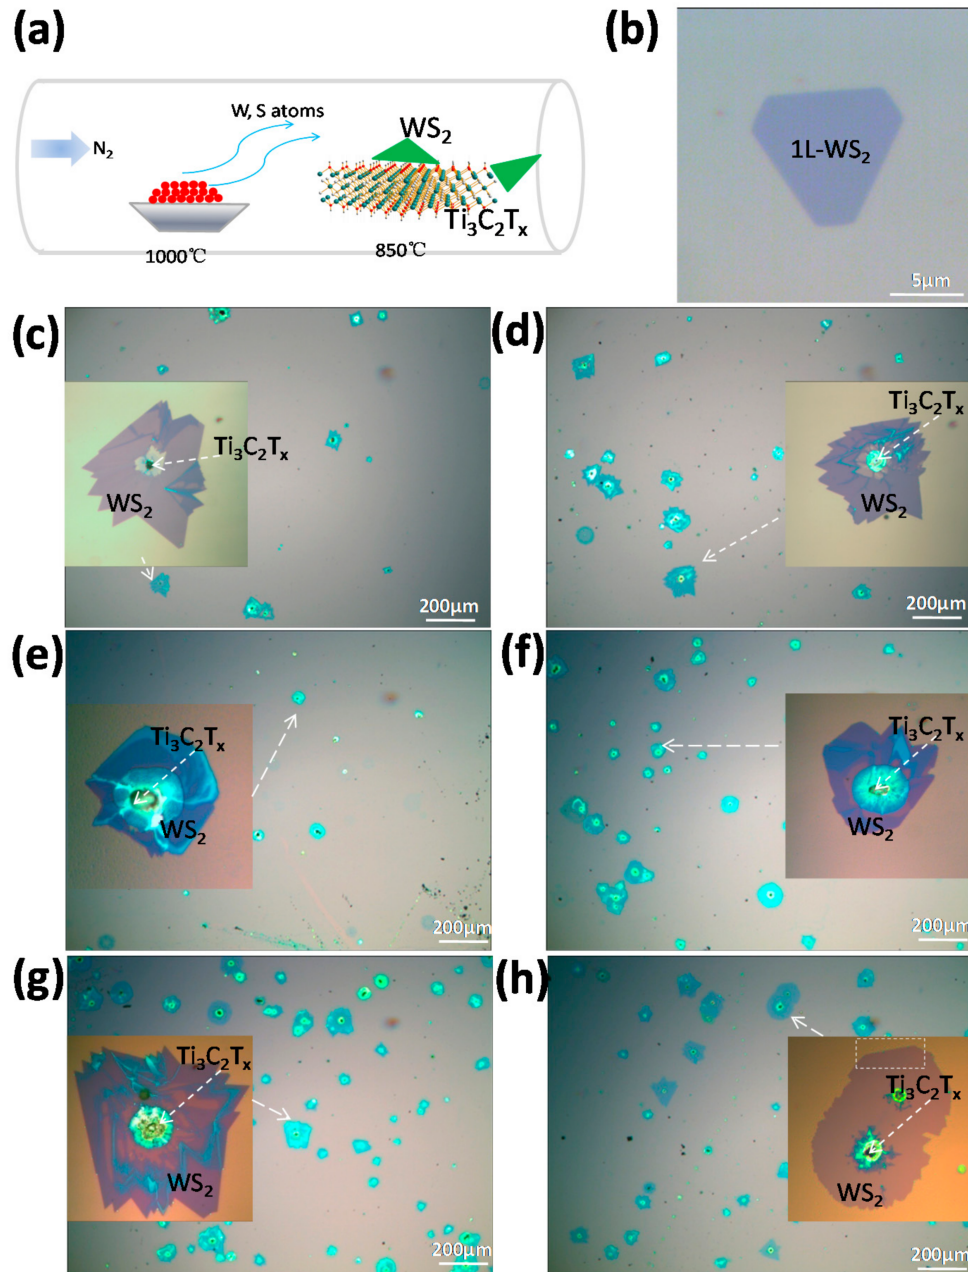 (a)
(b)
W, S atoms
WS₂
N₂
Ti₃C₂Tₓ
1000℃
850℃
1L-WS₂
5μm
(c)
(d)
Ti₃C₂Tₓ
WS₂
200μm
Ti₃C₂Tₓ
WS₂
200μm
(e)
(f)
Ti₃C₂Tₓ
WS₂
200μm
Ti₃C₂Tₓ
WS₂
200μm
(g)
(h)
Ti₃C₂Tₓ
WS₂
200μm
Ti₃C₂Tₓ
WS₂
200μm